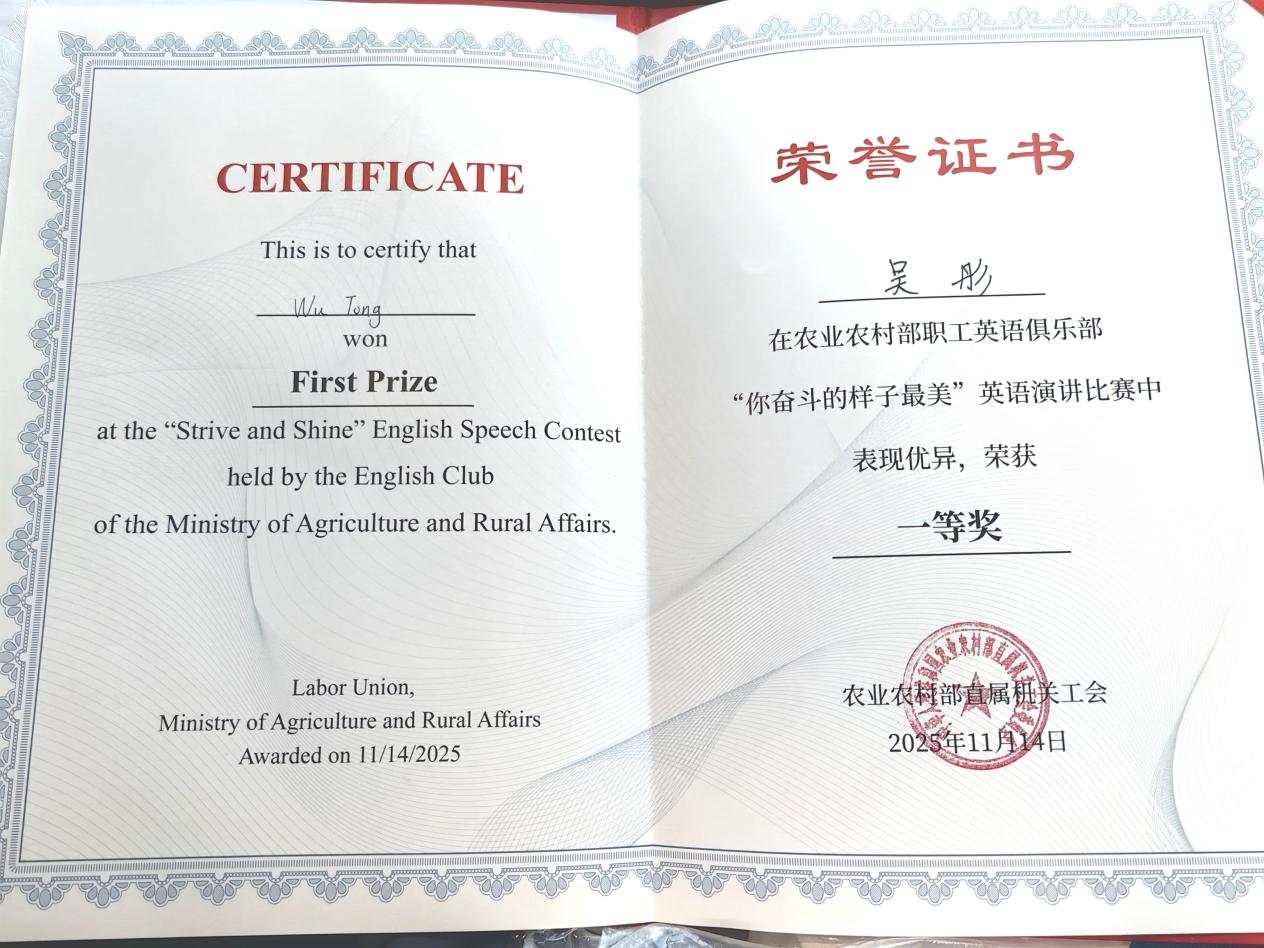 CERTIFICATE
This is to certify that
Wu Tong
won
First Prize
at the “Strive and Shine” English Speech Contest
held by the English Club
of the Ministry of Agriculture and Rural Affairs.
Labor Union,
Ministry of Agriculture and Rural Affairs
Awarded on 11/14/2025
荣誉证书
吴 彤
在农业农村部职工英语俱乐部
“你奋斗的样子最美”英语演讲比赛中
表现优异，荣获
一等奖
农业农村部直属机关工会
2025年11月14日